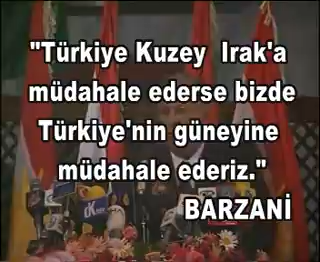 "Türkiye Kuzey Irak'a
müdahale ederse bizde
Türkiye'nin güneyine
müdahale ederiz."
BARZANİ